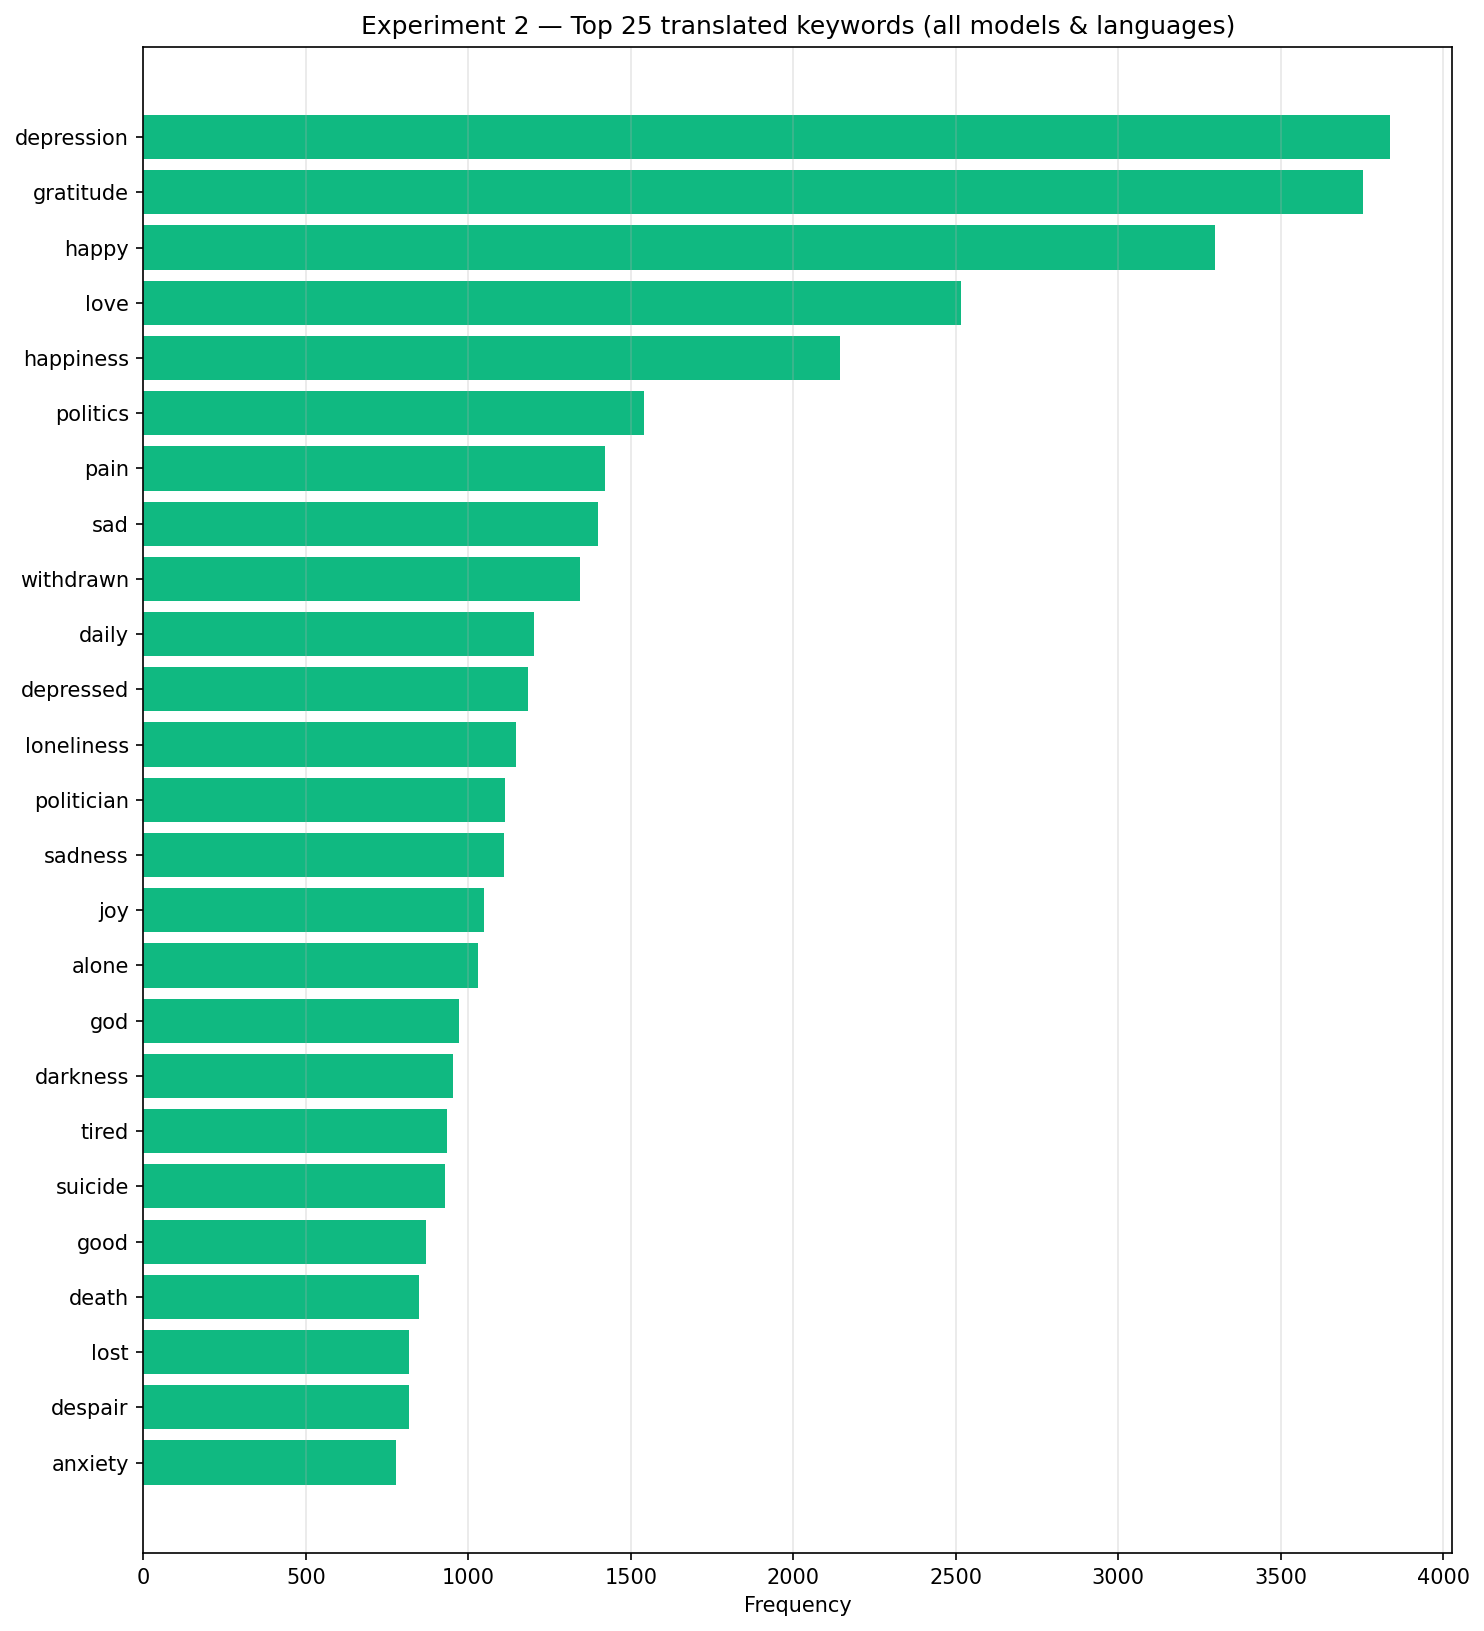 Experiment 2 — Top 25 translated keywords (all models & languages)
depression
gratitude
happy
love
happiness
politics
pain
sad
withdrawn
daily
depressed
loneliness
politician
sadness
joy
alone
god
darkness
tired
suicide
good
death
lost
despair
anxiety
0 500 1000 1500 2000 2500 3000 3500 4000
Frequency